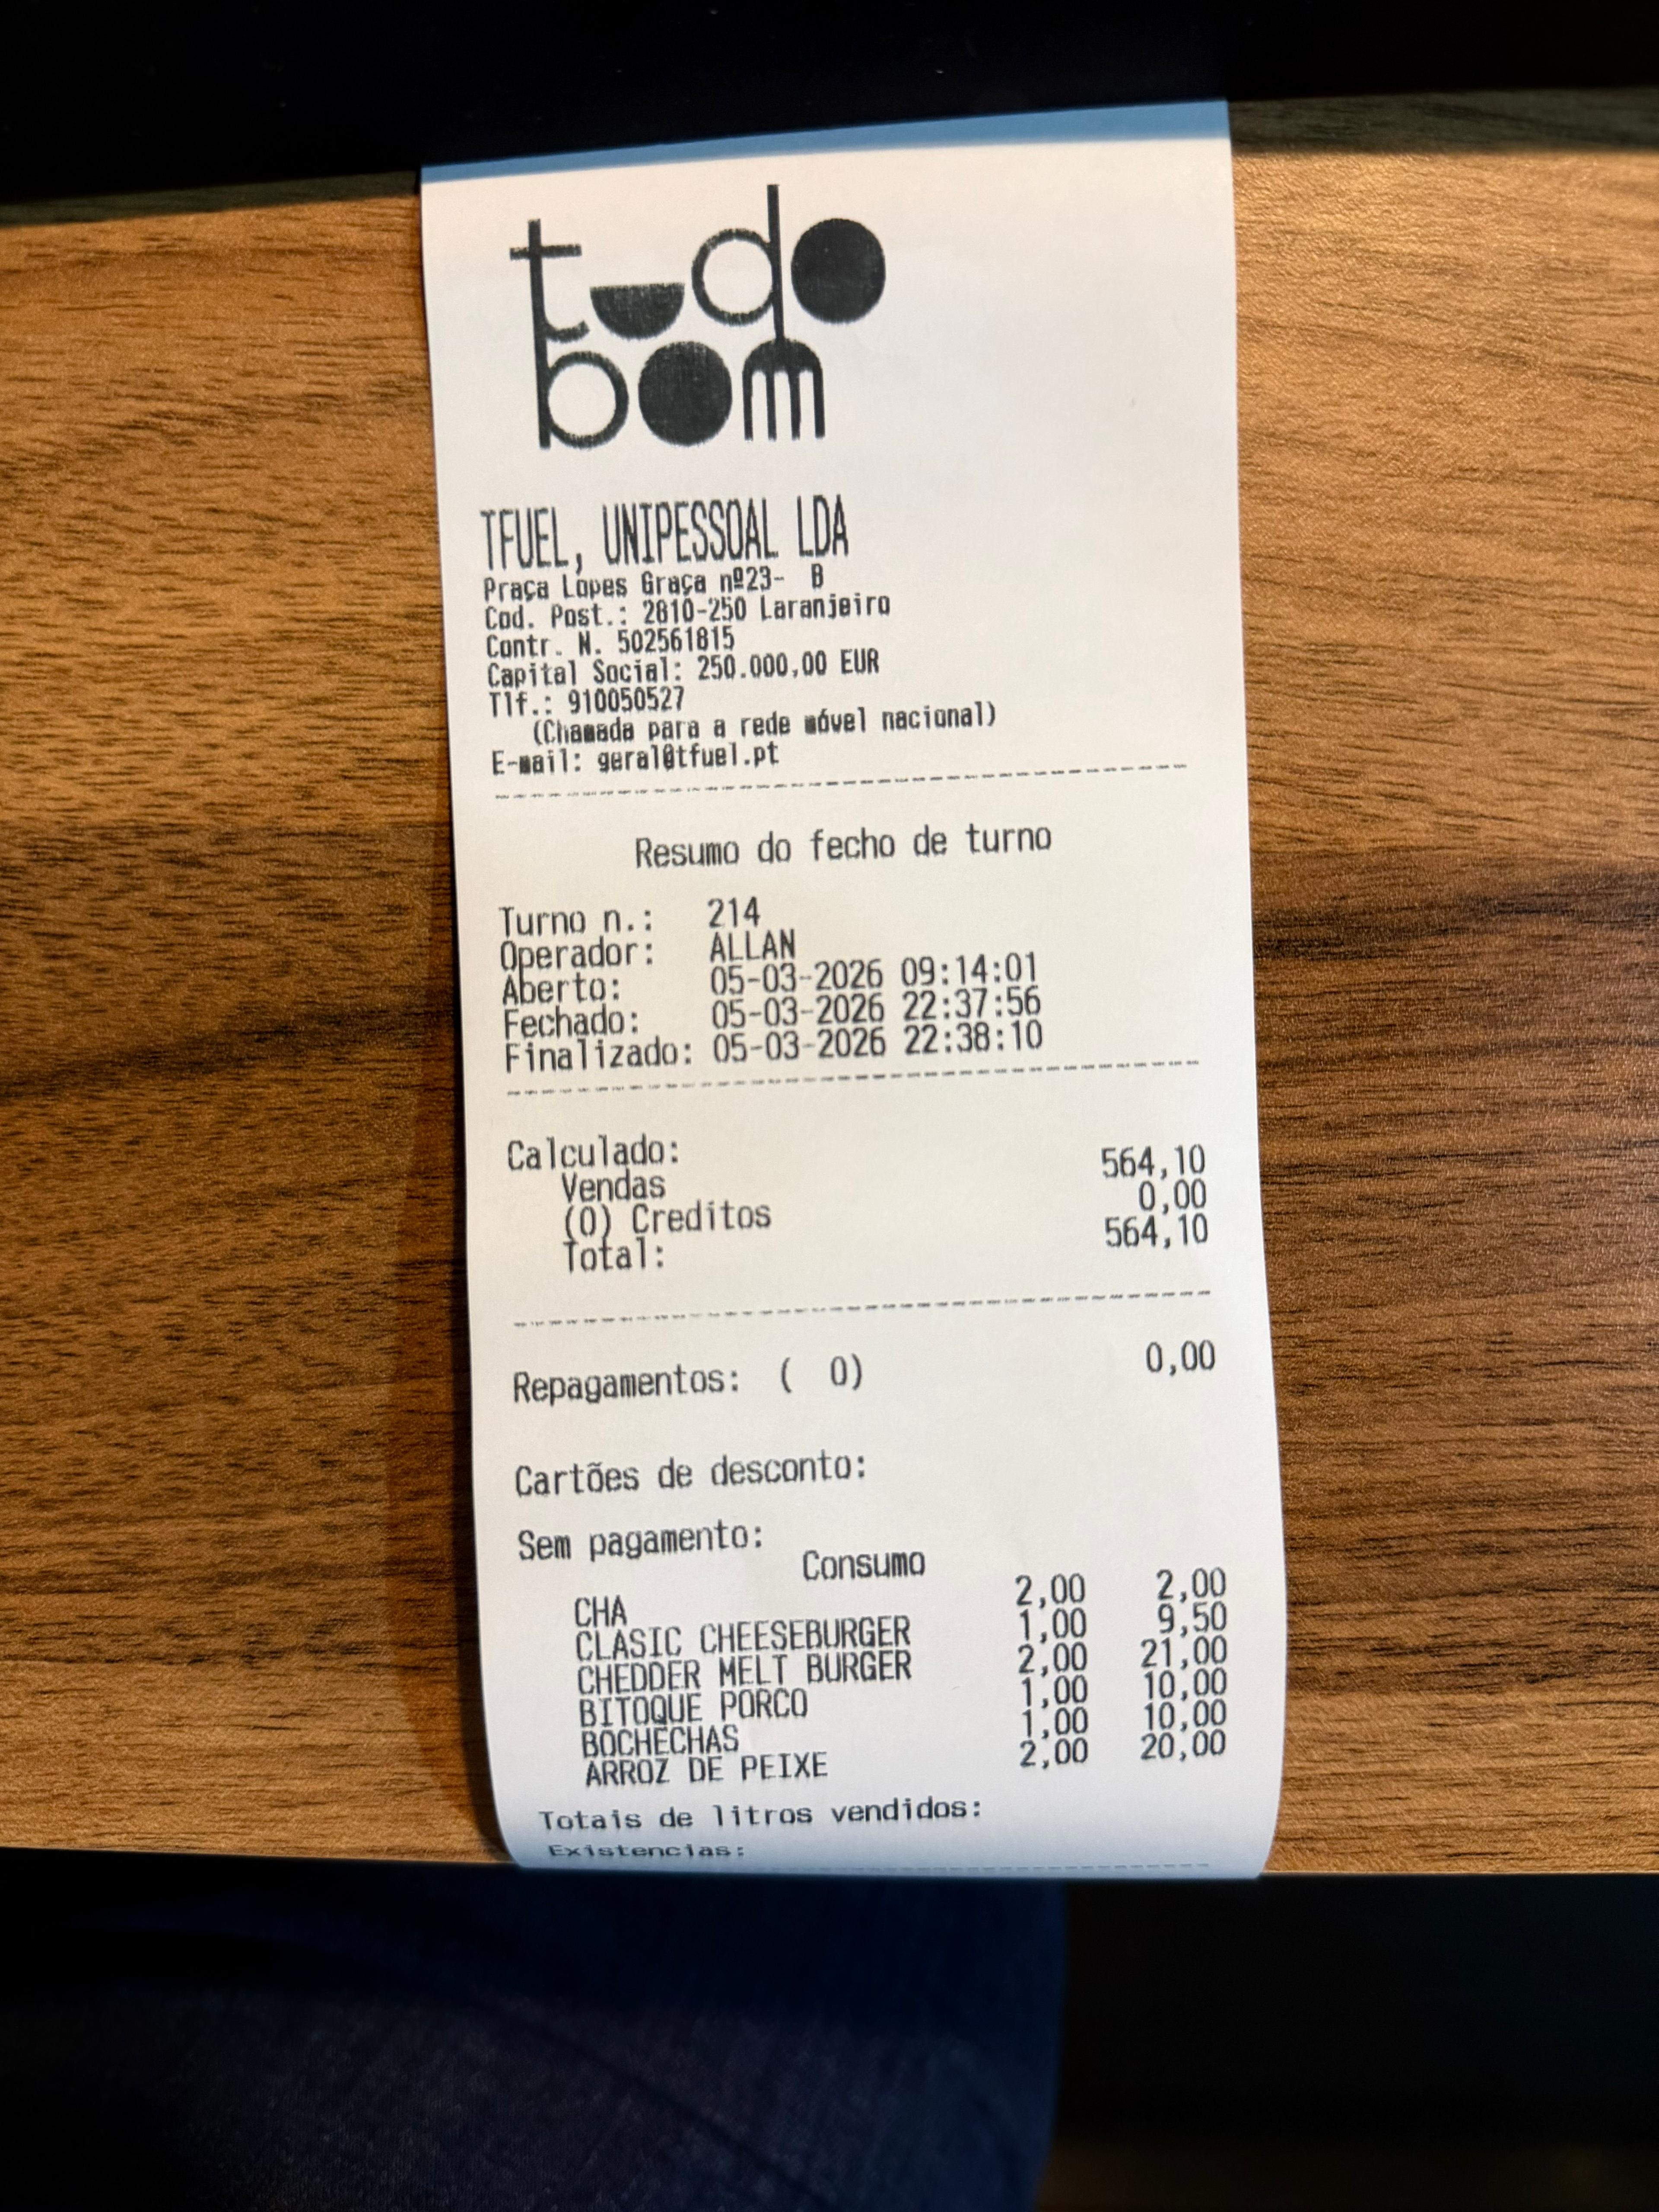 tudo
bom
TFUEL, UNIPESSOAL LDA
Praça Lopes Graça nº23- B
Cod. Post.: 2810-250 Laranjeiro
Contr. N. 502561815
Capital Social: 250.000,00 EUR
Tlf.: 910050527
(Chamada para a rede móvel nacional)
E-mail: geral@tfuel.pt
Resumo do fecho de turno
Turno n.: 214
Operador: ALLAN
Aberto: 05-03-2026 09:14:01
Fechado: 05-03-2026 22:37:56
Finalizado: 05-03-2026 22:38:10
Calculado:
Vendas 564,10
(0) Creditos 0,00
Total: 564,10
Repagamentos: ( 0) 0,00
Cartões de desconto:
Sem pagamento:
Consumo
CHA 2,00 2,00
CLASIC CHEESEBURGER 1,00 9,50
CHEDDER MELT BURGER 2,00 21,00
BITOQUE PORCO 1,00 10,00
BOCHECHAS 1,00 10,00
ARROZ DE PEIXE 2,00 20,00
Totais de litros vendidos:
Existencias: